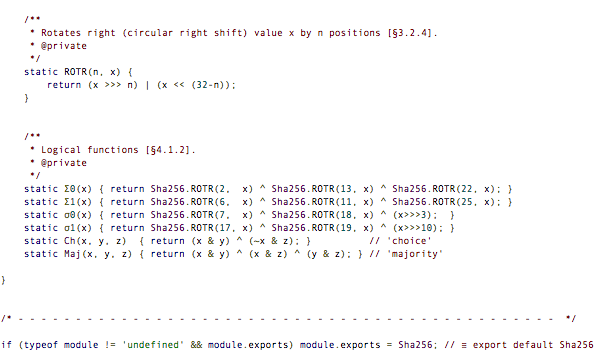 /**
 * Rotates right (circular right shift) value x by n positions [§3.2.4].
 * @private
 */
static ROTR(n, x) {
    return (x >>> n) | (x << (32-n));
}
/**
 * Logical functions [§4.1.2].
 * @private
 */
static Σ0(x) { return Sha256.ROTR(2,  x) ^ Sha256.ROTR(13, x) ^ Sha256.ROTR(22, x); }
static Σ1(x) { return Sha256.ROTR(6,  x) ^ Sha256.ROTR(11, x) ^ Sha256.ROTR(25, x); }
static σ0(x) { return Sha256.ROTR(7,  x) ^ Sha256.ROTR(18, x) ^ (x>>>3);  }
static σ1(x) { return Sha256.ROTR(17, x) ^ Sha256.ROTR(19, x) ^ (x>>>10); }
static Ch(x, y, z)  { return (x & y) ^ (~x & z); }          // 'choice'
static Maj(x, y, z) { return (x & y) ^ (x & z) ^ (y & z); } // 'majority'
}
/* - - - - - - - - - - - - - - - - - - - - - - - - - - - - - - - - - - - - - - - - - - - - - - -  */
if (typeof module != 'undefined' && module.exports) module.exports = Sha256; // ≡ export default Sha256